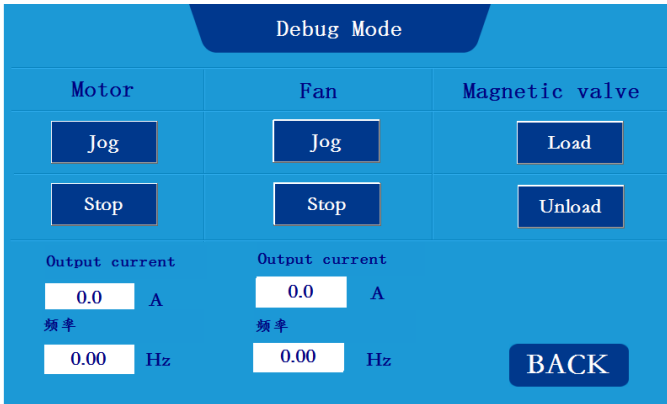 Debug Mode
Motor Fan Magnetic valve
Jog Jog Load
Stop Stop Unload
Output current Output current
0.0 A 0.0 A
频率 频率
0.00 Hz 0.00 Hz
BACK